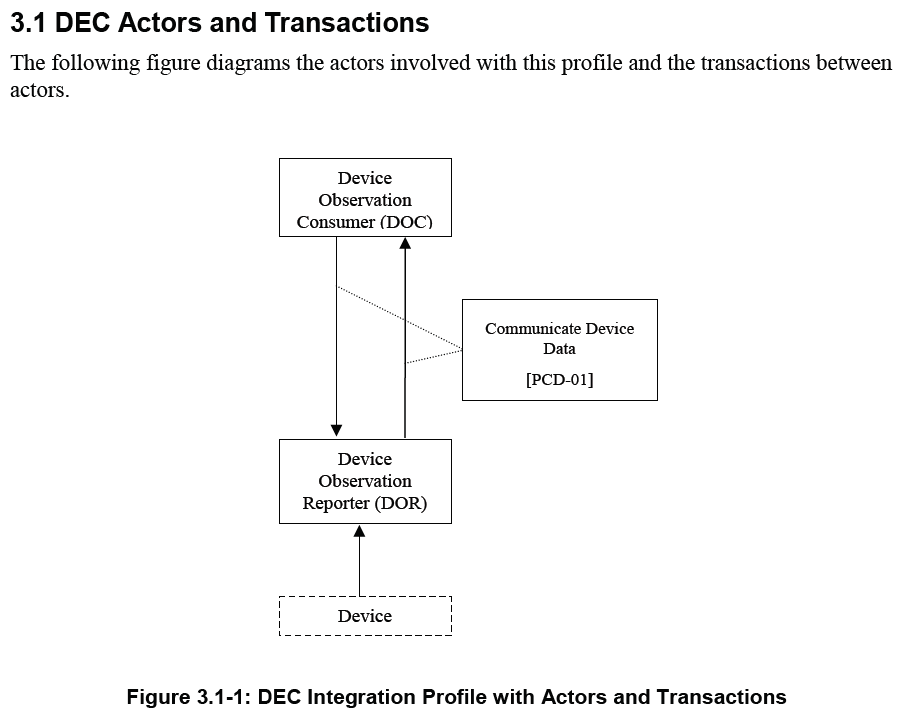 3.1 DEC Actors and Transactions
The following figure diagrams the actors involved with this profile and the transactions between
actors.
Device
Observation
Consumer (DOC)
Communicate Device
Data
[PCD-01]
Device
Observation
Reporter (DOR)
Device
Figure 3.1-1: DEC Integration Profile with Actors and Transactions